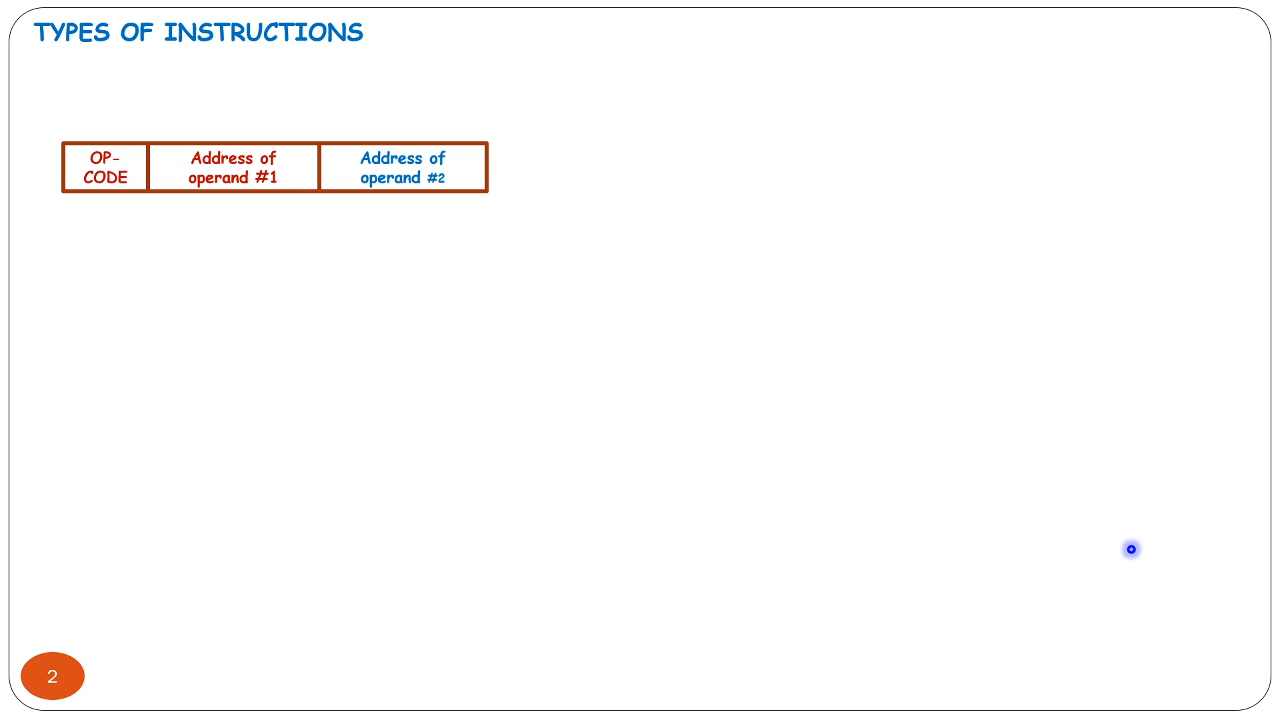 TYPES OF INSTRUCTIONS
OP-
CODE
Address of
operand #1
Address of
operand #2
2